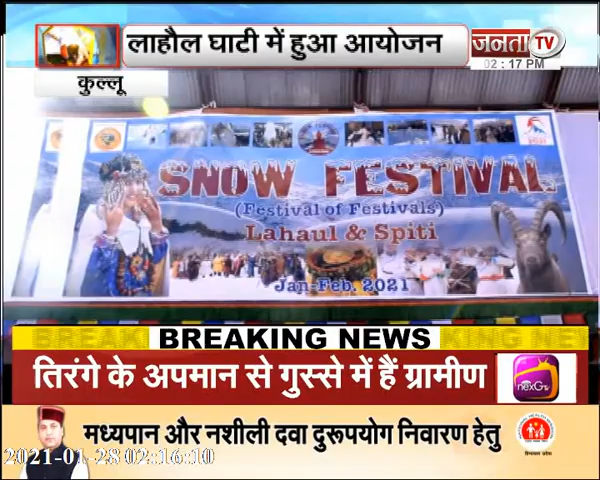 लाहौल घाटी में हुआ आयोजन
जनता TV
02:17 PM
कुल्लू
SNOW FESTIVAL
(Festival of Festivals)
Lahaul & Spiti
Jan-Feb, 2021
BREAKING NEWS
तिरंगे के अपमान से गुस्से में हैं ग्रामीण
nexGTv
मध्यपान और नशीली दवा दुरूपयोग निवारण हेतु
2021-01-28 02:16:10